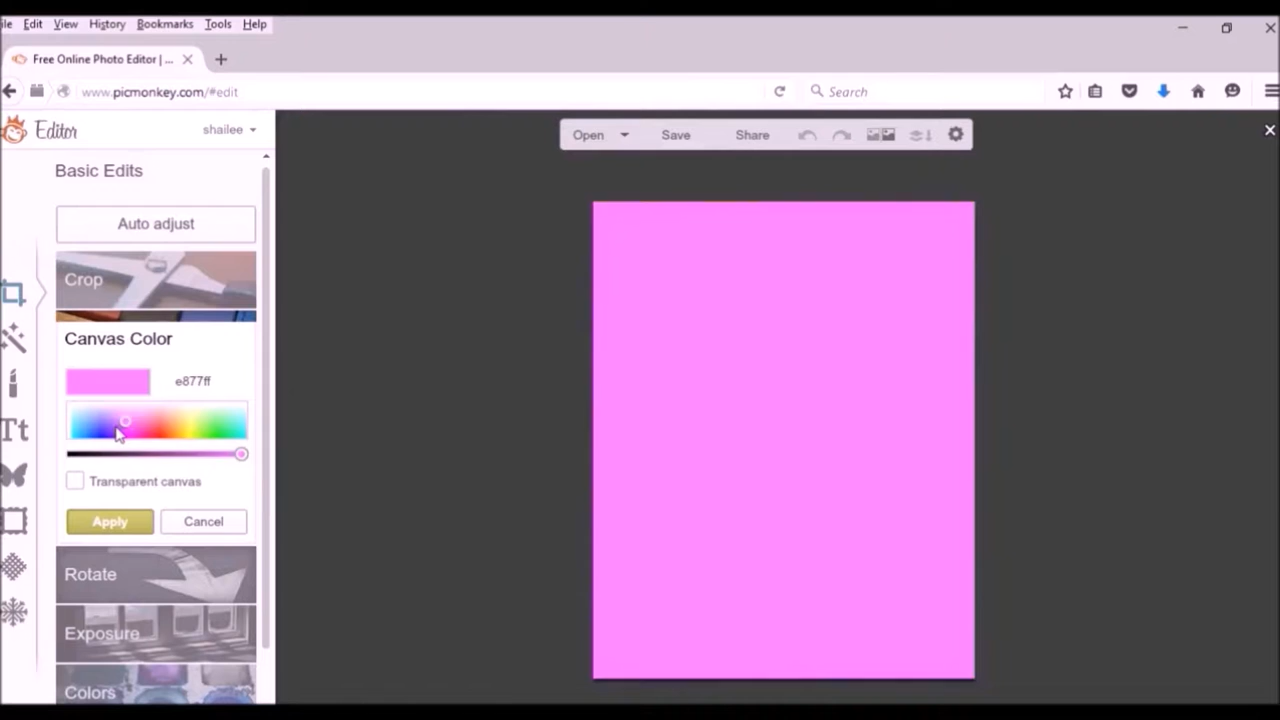 ile Edit View History Bookmarks Tools Help
Free Online Photo Editor | ...
www.picmonkey.com/#edit
Search
Editor
shailee
Open Save Share
Basic Edits
Auto adjust
Crop
Canvas Color
e877ff
Transparent canvas
Apply Cancel
Tt
Rotate
Exposure
Colors